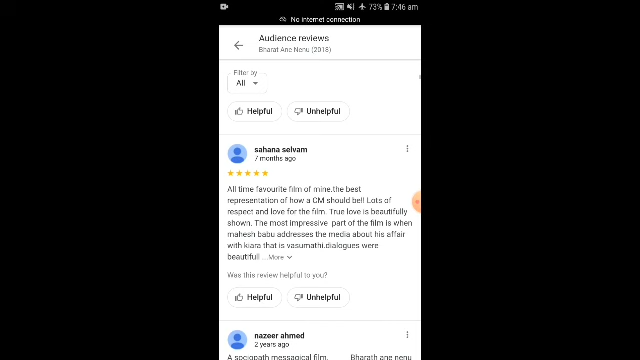 73% 7:46 am
No internet connection
Audience reviews
Bharat Ane Nenu (2018)
Filter by
All
Helpful Unhelpful
sahana selvam
7 months ago
All time favourite film of mine.the best
representation of how a CM should be!! Lots of
respect and love for the film. True love is beautifully
shown. The most impressive part of the film is when
mahesh babu addresses the media about his affair
with kiara that is vasumathi.dialogues were
beautifull ...More
Was this review helpful to you?
Helpful Unhelpful
nazeer ahmed
2 years ago
A sociopath messagical film. Bharath ane nenu